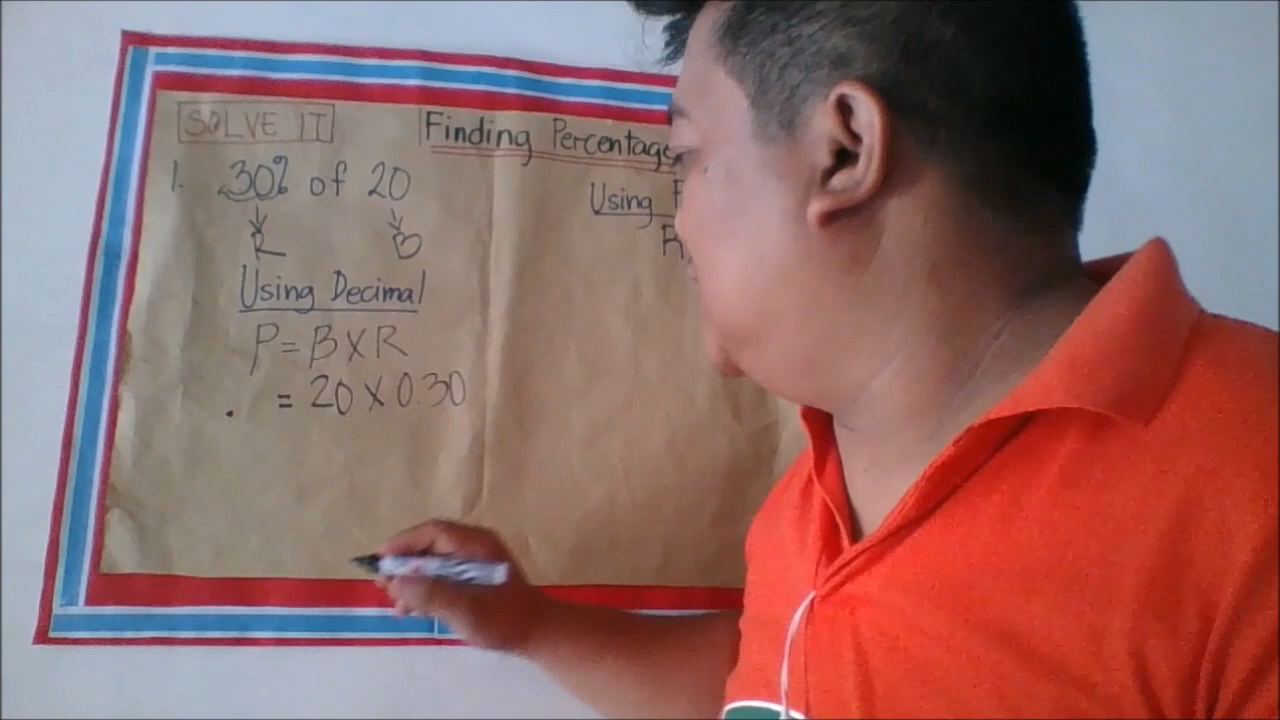 SOLVE IT
Finding Percentage
1. 30% of 20
R B
Using Decimal
P = B X R
= 20 X 0.30
Using